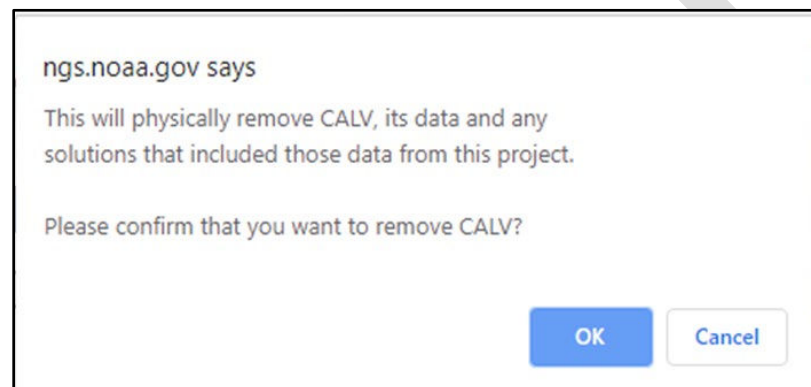 ngs.noaa.gov says
This will physically remove CALV, its data and any
solutions that included those data from this project.
Please confirm that you want to remove CALV?
OK
Cancel